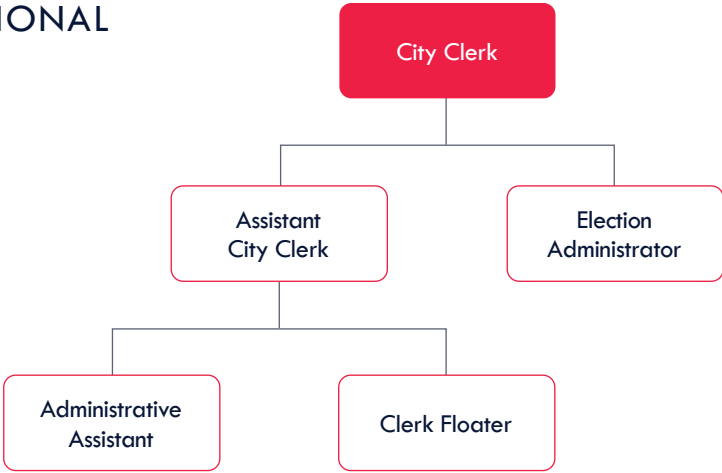 IONAL
City Clerk
Assistant
City Clerk
Election
Administrator
Administrative
Assistant
Clerk Floater